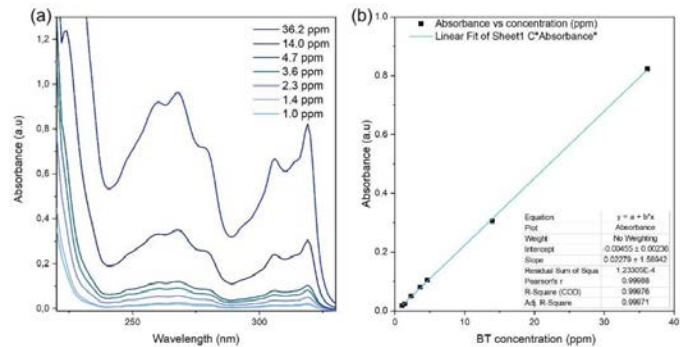 (a)
36.2 ppm
14.0 ppm
4.7 ppm
3.6 ppm
2.3 ppm
1.4 ppm
1.0 ppm
1,2
1,0
0,8
0,6
0,4
0,2
0,0
Absorbance (a.u)
250
300
Wavelength (nm)
(b)
Absorbance vs concentration (ppm)
Linear Fit of Sheet1 C"Absorbance"
1.0
0.8
0.6
0.4
0.2
0.0
Absorbance (a.u)
Equation y = a + b*x
Plot Absorbance
Weight No Weighting
Intercept -0.00455 ± 0.00236
Slope 0.02279 ± 1.56942
Residual Sum of Squa 1.23305E-4
Pearson's r 0.99988
R-Square (COD) 0.99976
Adj. R-Square 0.99971
0
10
20
30
40
BT concentration (ppm)